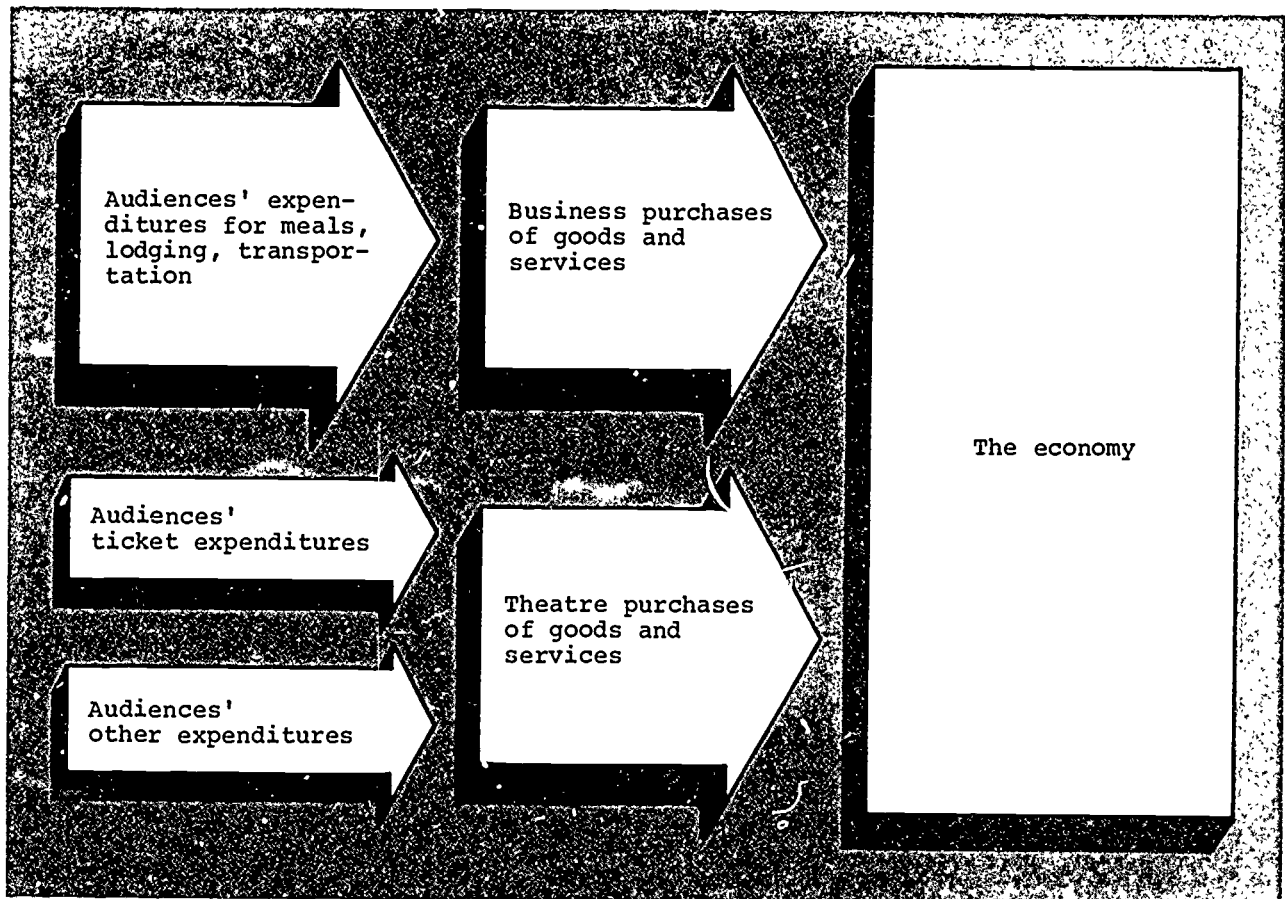 Audiences' expen-
ditures for meals,
lodging, transpor-
tation
Business purchases
of goods and
services
The economy
Audiences'
ticket expenditures
Theatre purchases
of goods and
services
Audiences'
other expenditures